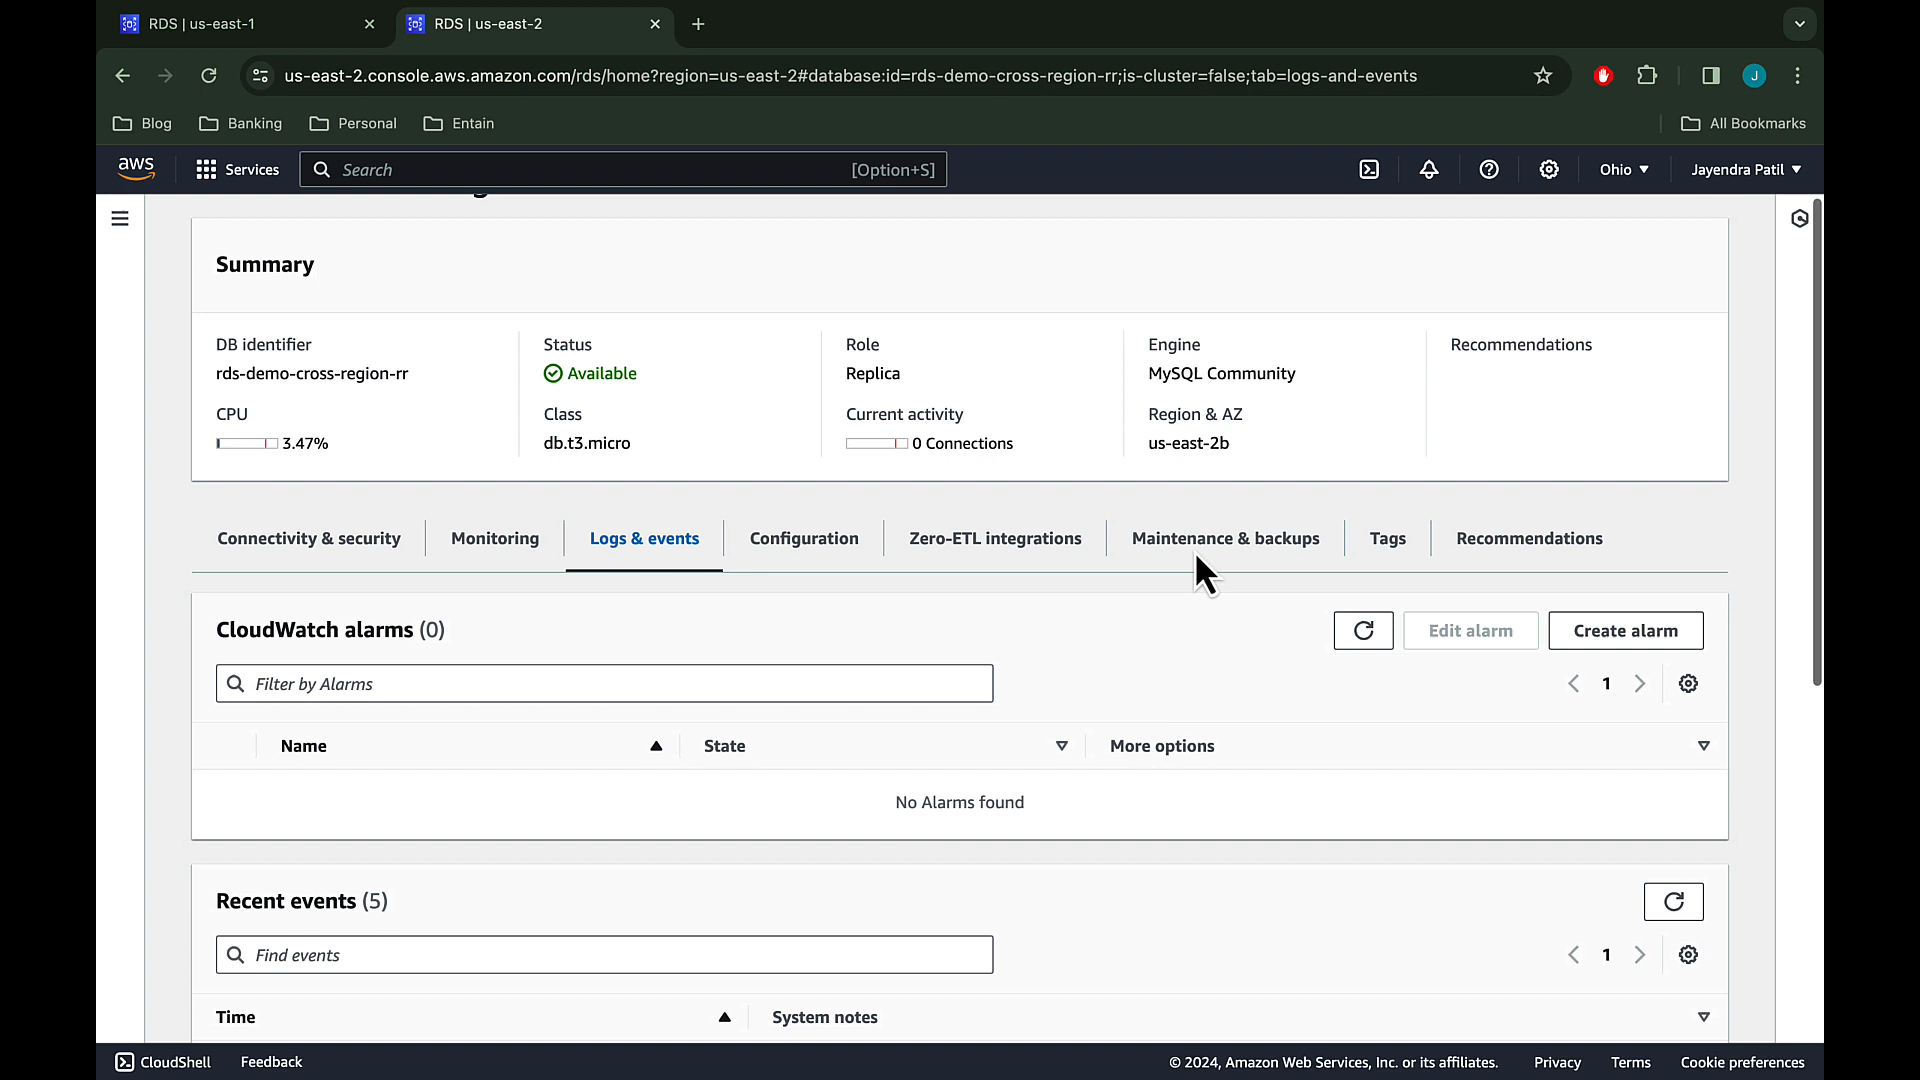 RDS | us-east-1
RDS | us-east-2
us-east-2.console.aws.amazon.com/rds/home?region=us-east-2#database:id=rds-demo-cross-region-rr;is-cluster=false;tab=logs-and-events
J
Blog
Banking
Personal
Entain
All Bookmarks
aws
Services
Search
[Option+S]
Ohio
Jayendra Patil
Summary
DB identifier
rds-demo-cross-region-rr
Status
Available
Role
Replica
Engine
MySQL Community
Recommendations
CPU
3.47%
Class
db.t3.micro
Current activity
0 Connections
Region & AZ
us-east-2b
Connectivity & security
Monitoring
Logs & events
Configuration
Zero-ETL integrations
Maintenance & backups
Tags
Recommendations
CloudWatch alarms (0)
Edit alarm
Create alarm
Filter by Alarms
1
Name
State
More options
No Alarms found
Recent events (5)
Find events
1
Time
System notes
CloudShell
Feedback
© 2024, Amazon Web Services, Inc. or its affiliates.
Privacy
Terms
Cookie preferences